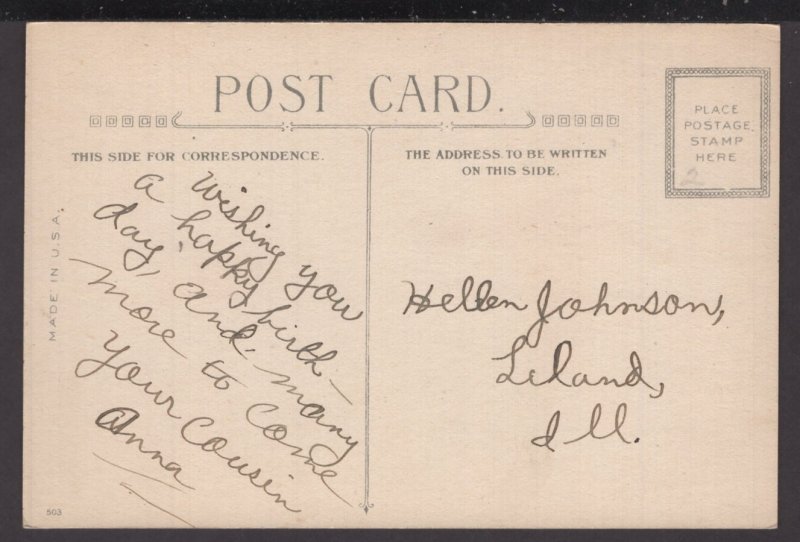 POST CARD.
THIS SIDE FOR CORRESPONDENCE.
THE ADDRESS TO BE WRITTEN
ON THIS SIDE.
PLACE
POSTAGE
STAMP
HERE
2
MADE IN U.S.A.
Wishing you
a happy birth-
day, and many
more to come
your Cousin
Anna
Hellen Johnson,
Leland,
Ill.
503